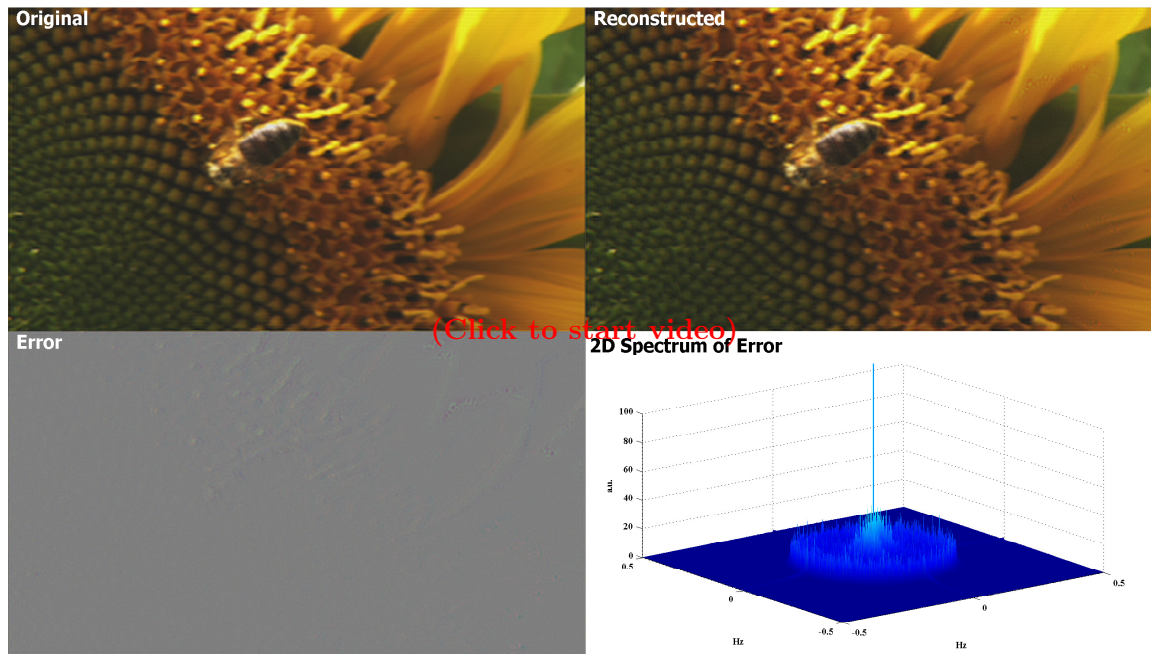 Original
Reconstructed
(Click to start video)
Error
2D Spectrum of Error
100
80
60
40
20
0
a.u.
0.5
0
-0.5
Hz
-0.5
0
0.5
Hz